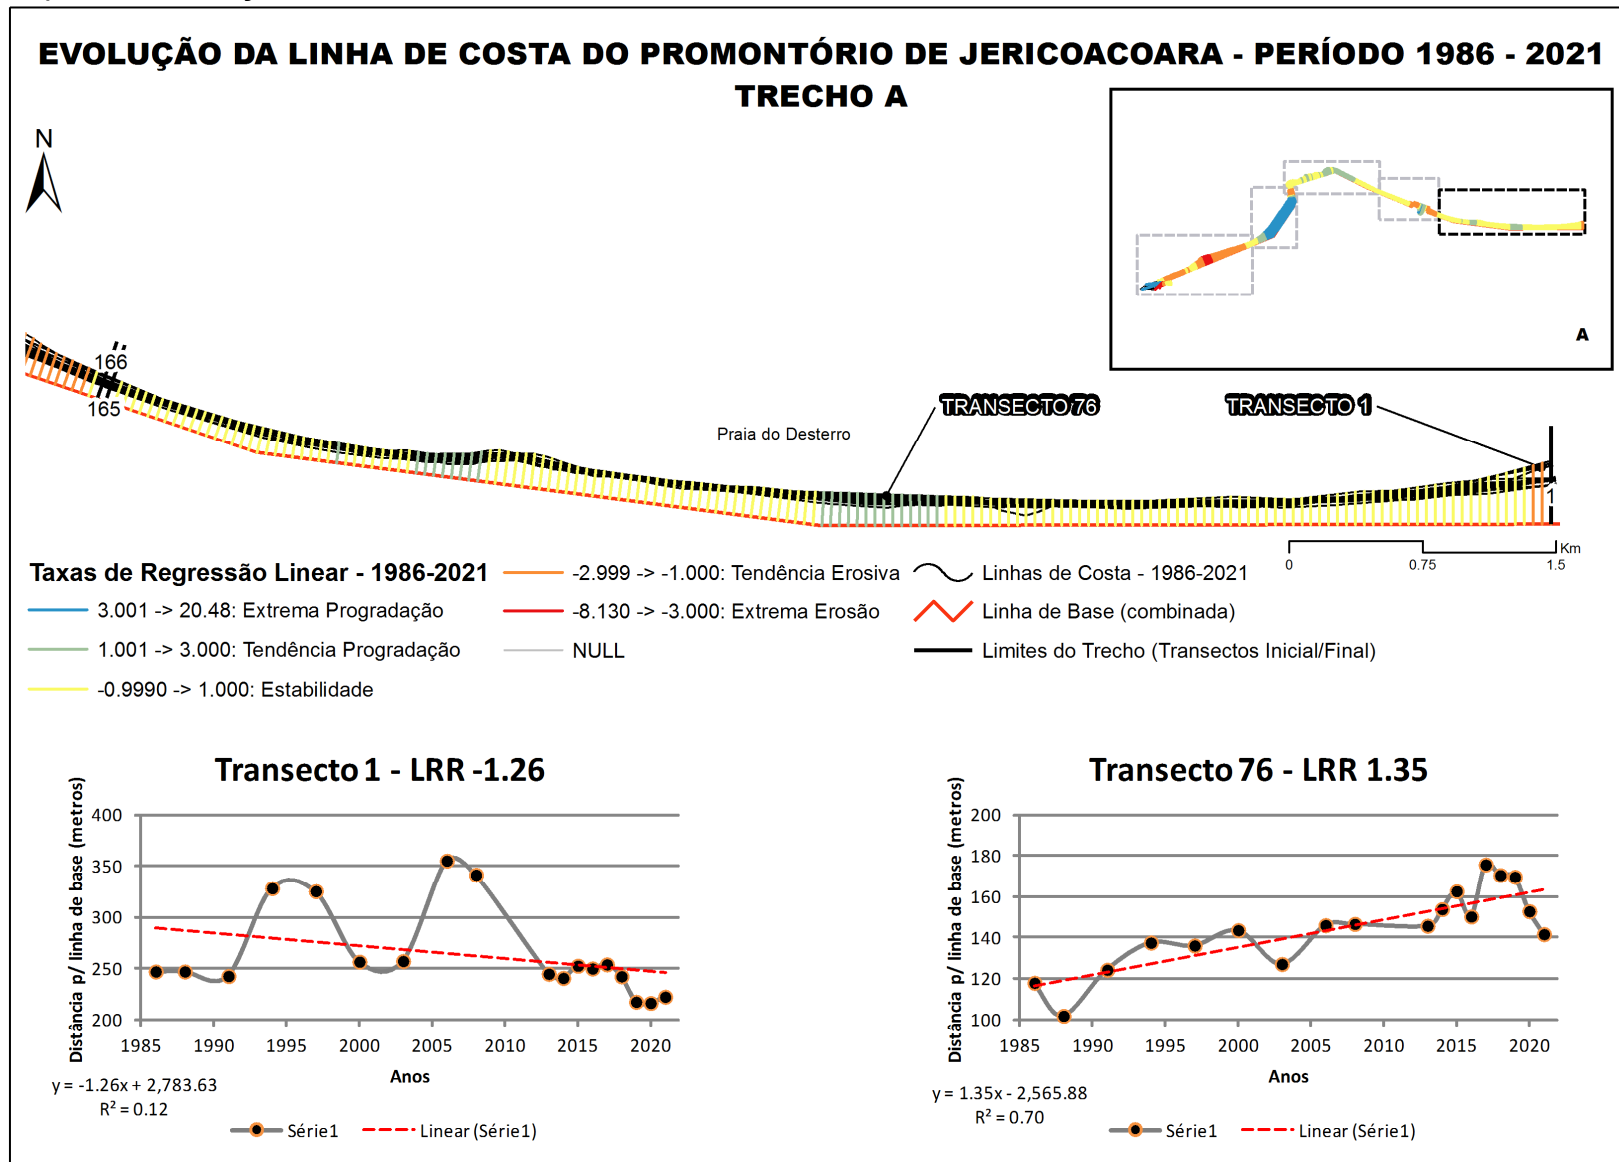 EVOLUÇÃO DA LINHA DE COSTA DO PROMONTÓRIO DE JERICOACOARA - PERÍODO 1986 - 2021
TRECHO A
N
A
166
165
TRANSECTO 76
TRANSECTO 1
Praia do Desterro
1
Km
0
0.75
1.5
Taxas de Regressão Linear - 1986-2021
3.001 -> 20.48: Extrema Progradação
1.001 -> 3.000: Tendência Progradação
-0.9990 -> 1.000: Estabilidade
-2.999 -> -1.000: Tendência Erosiva
-8.130 -> -3.000: Extrema Erosão
NULL
Linhas de Costa - 1986-2021
Linha de Base (combinada)
Limites do Trecho (Transectos Inicial/Final)
Transecto 1 - LRR -1.26
Distância p/ linha de base (metros)
400
350
300
250
200
1985 1990 1995 2000 2005 2010 2015 2020
Anos
y = -1.26x + 2,783.63
R² = 0.12
Série1
Linear (Série1)
Transecto 76 - LRR 1.35
Distância p/ linha de base (metros)
200
180
160
140
120
100
1985 1990 1995 2000 2005 2010 2015 2020
Anos
y = 1.35x - 2,565.88
R² = 0.70
Série1
Linear (Série1)